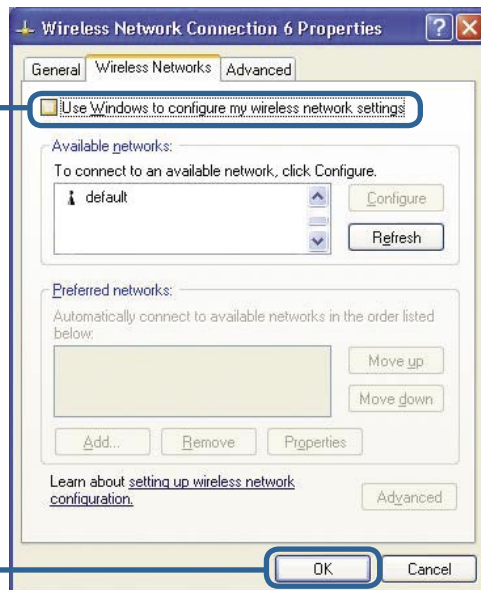 Wireless Network Connection 6 Properties
General Wireless Networks Advanced
Use Windows to configure my wireless network settings
Available networks:
To connect to an available network, click Configure.
default
Configure
Refresh
Preferred networks:
Automatically connect to available networks in the order listed
below:
Move up
Move down
Add... Remove Properties
Learn about setting up wireless network
configuration.
Advanced
OK Cancel